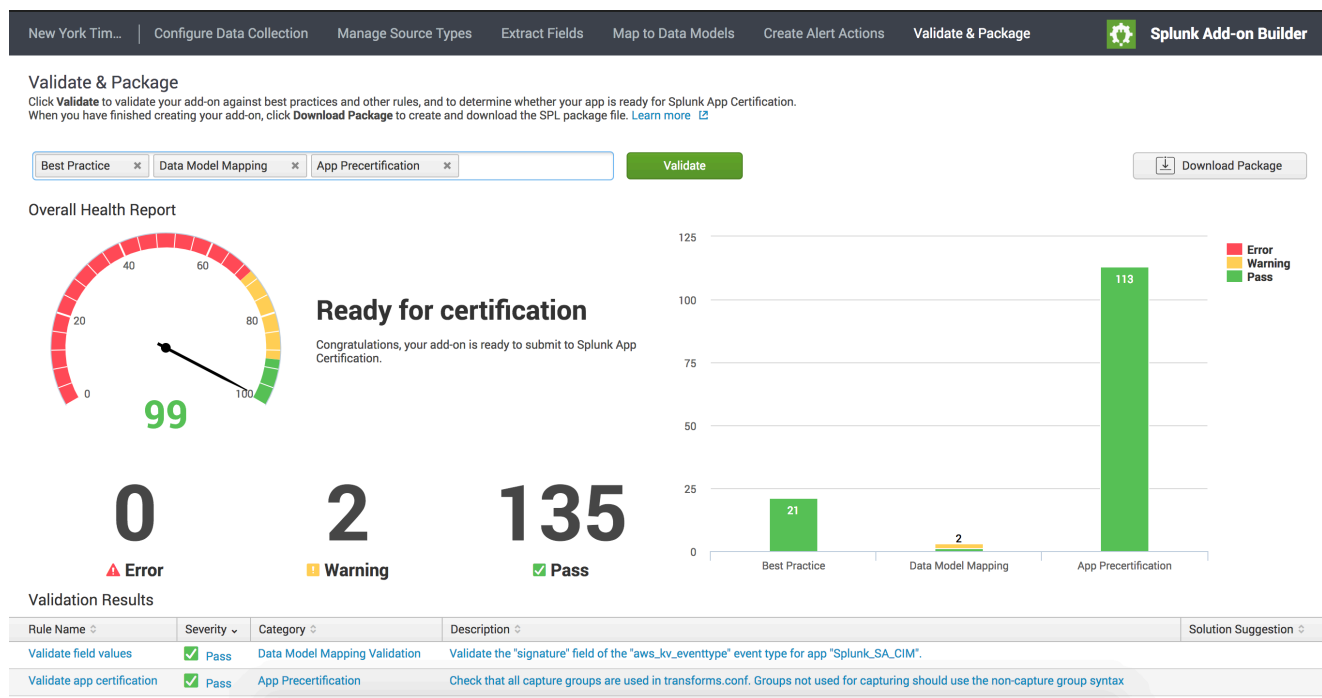 New York Tim... Configure Data Collection Manage Source Types Extract Fields Map to Data Models Create Alert Actions Validate & Package Splunk Add-on Builder
Validate & Package
Click Validate to validate your add-on against best practices and other rules, and to determine whether your app is ready for Splunk App Certification.
When you have finished creating your add-on, click Download Package to create and download the SPL package file. Learn more
Best Practice × Data Model Mapping × App Precertification × Validate Download Package
Overall Health Report
0
20
40
60
80
100
99
Ready for certification
Congratulations, your add-on is ready to submit to Splunk App
Certification.
0
Error
2
Warning
135
Pass
125
100
75
50
25
0
21
2
113
Best Practice Data Model Mapping App Precertification
Error
Warning
Pass
Validation Results
Rule Name Severity Category Description Solution Suggestion
Validate field values Pass Data Model Mapping Validation Validate the "signature" field of the "aws_kv_eventtype" event type for app "Splunk_SA_CIM".
Validate app certification Pass App Precertification Check that all capture groups are used in transforms.conf. Groups not used for capturing should use the non-capture group syntax